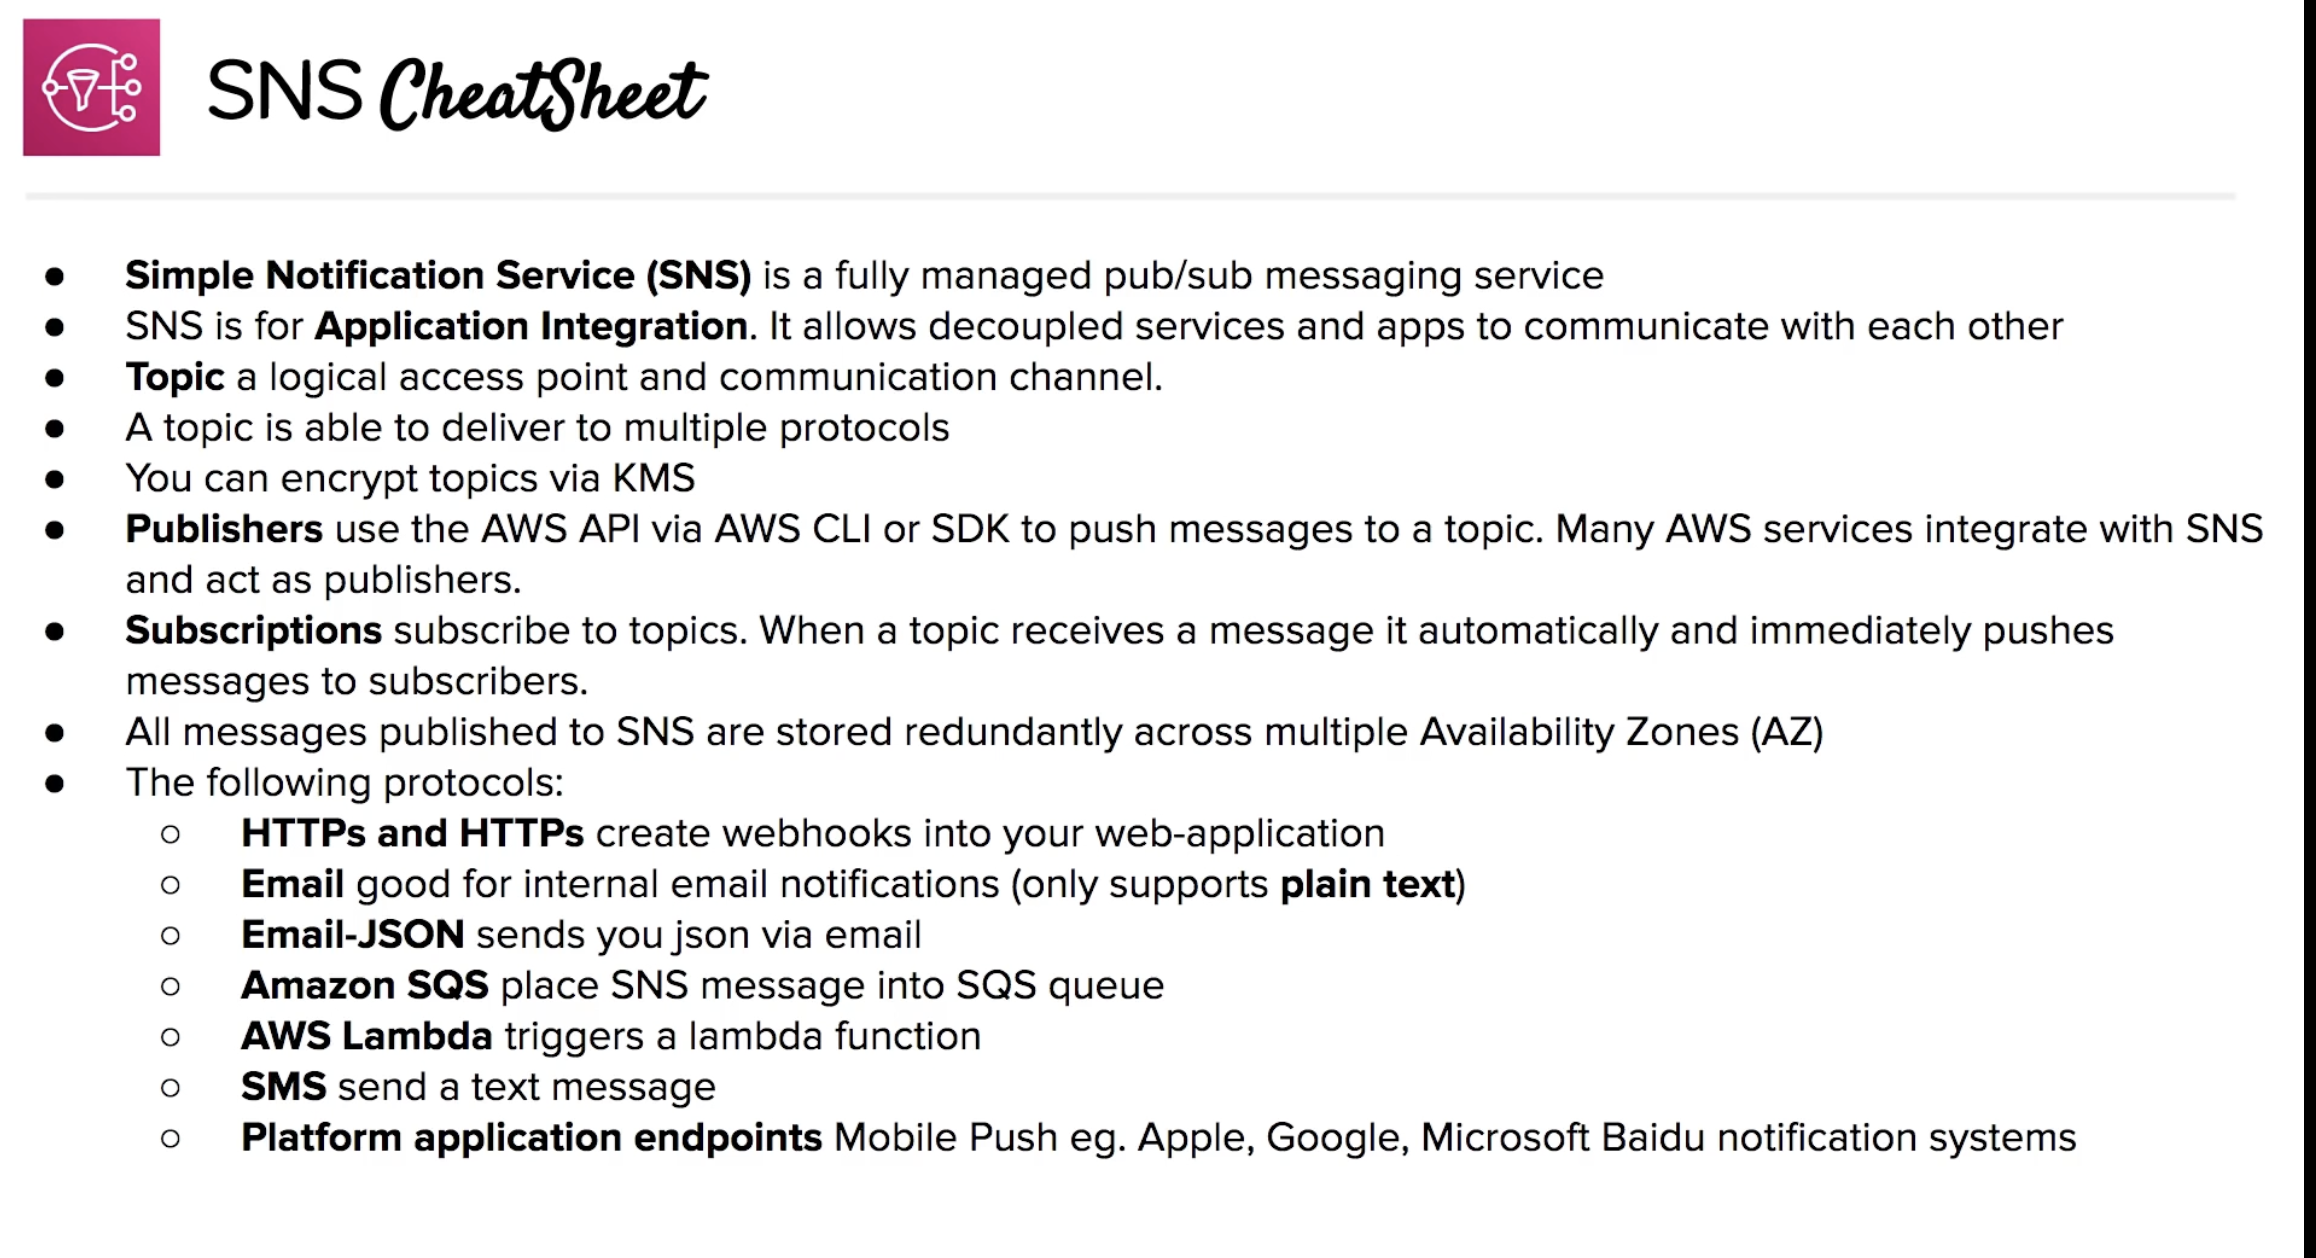 SNS CheatSheet
● Simple Notification Service (SNS) is a fully managed pub/sub messaging service
● SNS is for Application Integration. It allows decoupled services and apps to communicate with each other
● Topic a logical access point and communication channel.
● A topic is able to deliver to multiple protocols
● You can encrypt topics via KMS
● Publishers use the AWS API via AWS CLI or SDK to push messages to a topic. Many AWS services integrate with SNS
and act as publishers.
● Subscriptions subscribe to topics. When a topic receives a message it automatically and immediately pushes
messages to subscribers.
● All messages published to SNS are stored redundantly across multiple Availability Zones (AZ)
● The following protocols:
○ HTTPs and HTTPs create webhooks into your web-application
○ Email good for internal email notifications (only supports plain text)
○ Email-JSON sends you json via email
○ Amazon SQS place SNS message into SQS queue
○ AWS Lambda triggers a lambda function
○ SMS send a text message
○ Platform application endpoints Mobile Push eg. Apple, Google, Microsoft Baidu notification systems